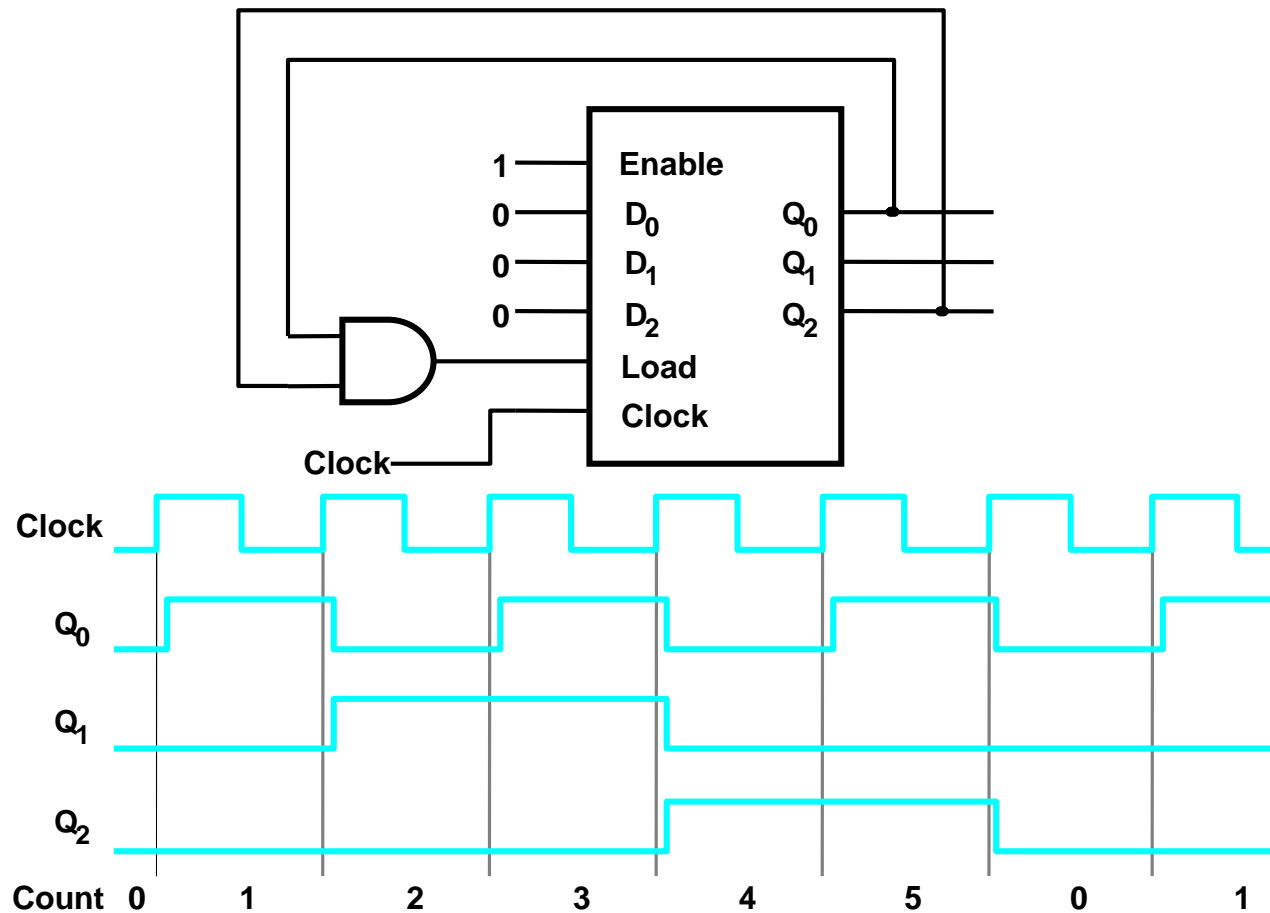 1 Enable
0 D0 Q0
0 D1 Q1
0 D2 Q2
Load
Clock
Clock
Clock
Q0
Q1
Q2
Count 0 1 2 3 4 5 0 1